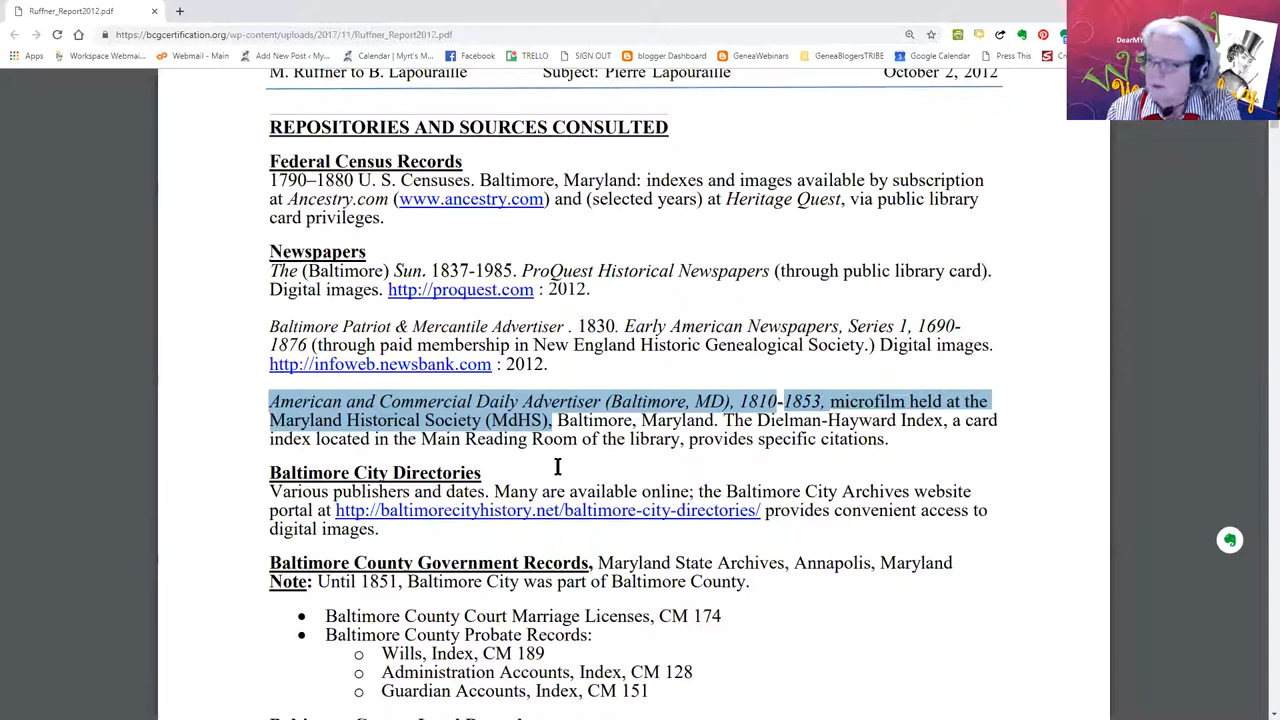 Ruffner_Report2012.pdf
https://bcgcertification.org/wp-content/uploads/2017/11/Ruffner_Report2012.pdf
Apps Workspace Webmail Webmail - Sign Out Add New Post ‹ My Calendar | Myrt's M Facebook TRELLO SIGN OUT blogger Dashboard GeneaWebinars GeneaBlogersTRIBE Google Calendar Press This
DearMY
M. Ruffner to B. Lapouraille Subject: Pierre Lapouraille October 2, 2012
REPOSITORIES AND SOURCES CONSULTED
Federal Census Records
1790–1880 U. S. Censuses. Baltimore, Maryland: indexes and images available by subscription
at Ancestry.com (www.ancestry.com) and (selected years) at Heritage Quest, via public library
card privileges.
Newspapers
The (Baltimore) Sun. 1837-1985. ProQuest Historical Newspapers (through public library card).
Digital images. http://proquest.com : 2012.
Baltimore Patriot & Mercantile Advertiser . 1830. Early American Newspapers, Series 1, 1690-
1876 (through paid membership in New England Historic Genealogical Society.) Digital images.
http://infoweb.newsbank.com : 2012.
American and Commercial Daily Advertiser (Baltimore, MD), 1810-1853, microfilm held at the
Maryland Historical Society (MdHS), Baltimore, Maryland. The Dielman-Hayward Index, a card
index located in the Main Reading Room of the library, provides specific citations.
Baltimore City Directories
Various publishers and dates. Many are available online; the Baltimore City Archives website
portal at http://baltimorecityhistory.net/baltimore-city-directories/ provides convenient access to
digital images.
Baltimore County Government Records, Maryland State Archives, Annapolis, Maryland
Note: Until 1851, Baltimore City was part of Baltimore County.
• Baltimore County Court Marriage Licenses, CM 174
• Baltimore County Probate Records:
o Wills, Index, CM 189
o Administration Accounts, Index, CM 128
o Guardian Accounts, Index, CM 151